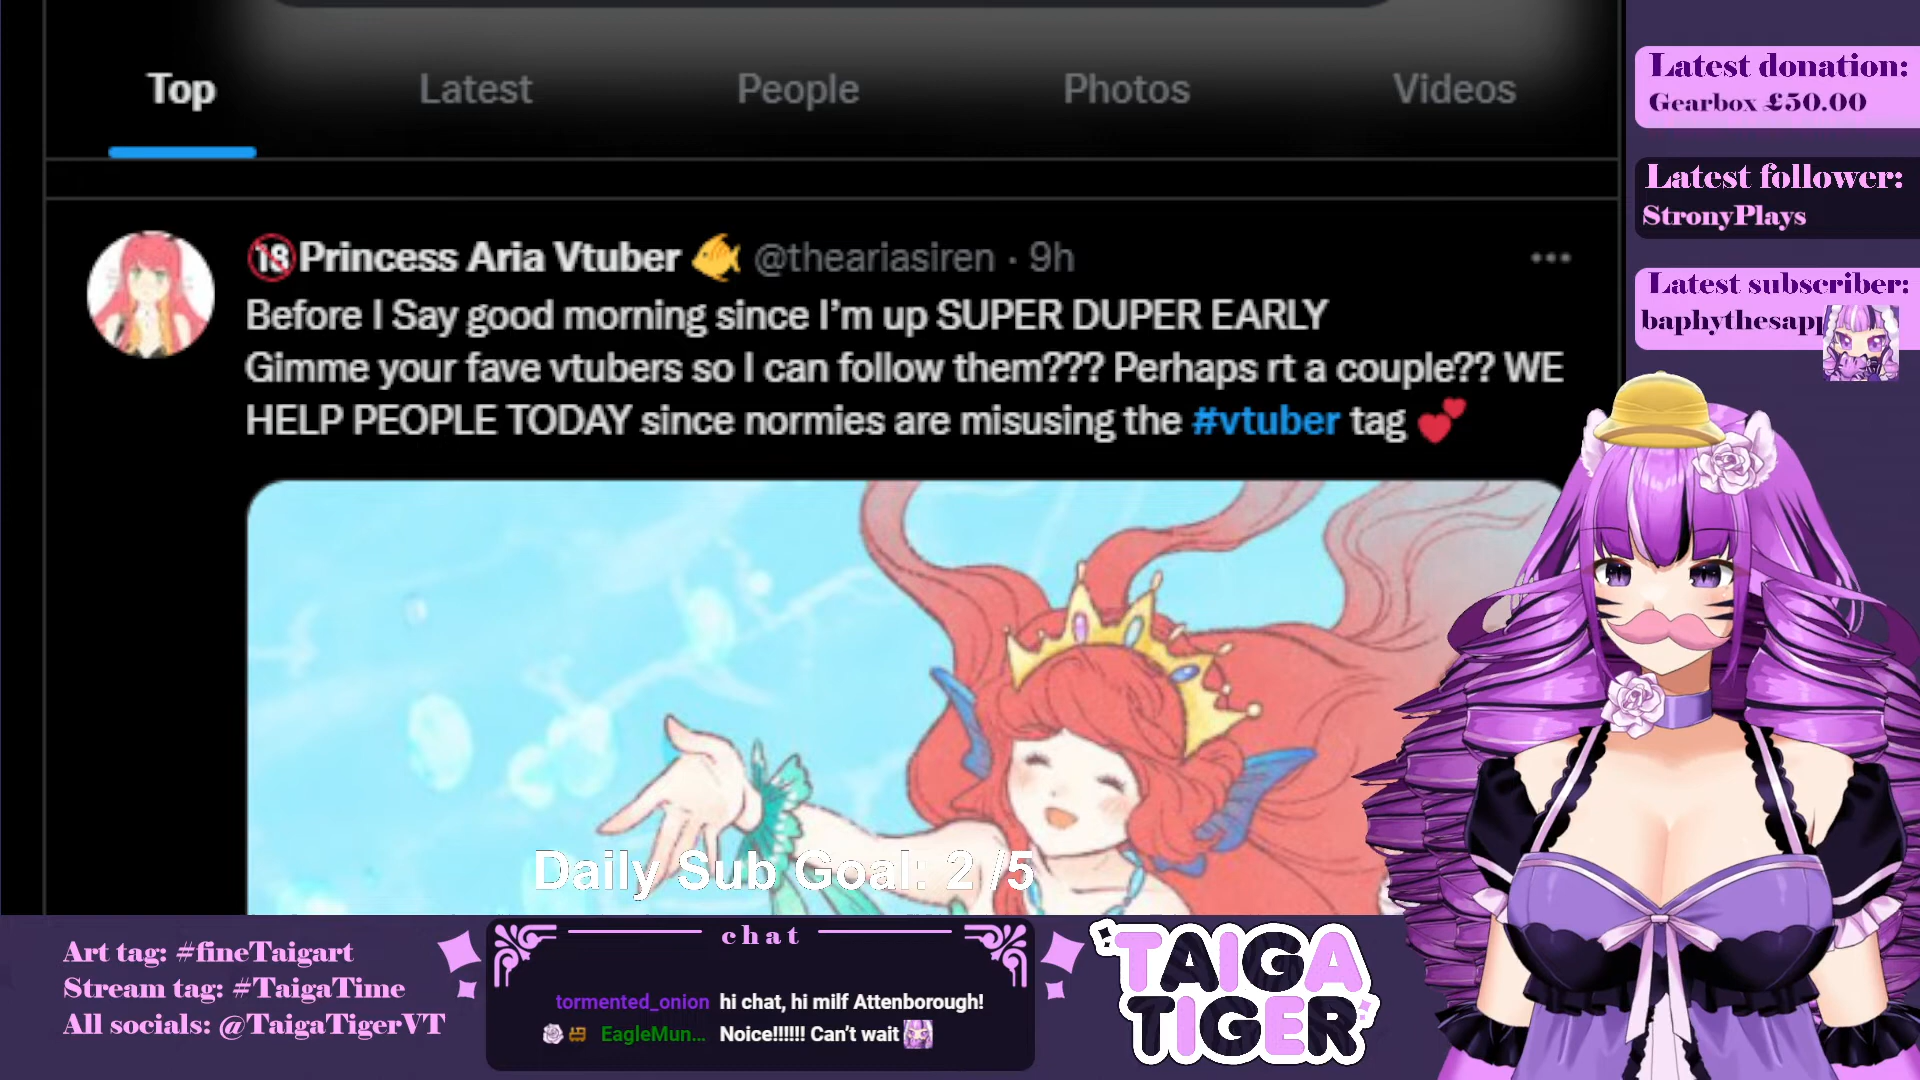 Top Latest People Photos Videos
Princess Aria Vtuber @theariasiren · 9h
Before I Say good morning since I’m up SUPER DUPER EARLY
Gimme your fave vtubers so I can follow them??? Perhaps rt a couple?? WE
HELP PEOPLE TODAY since normies are misusing the #vtuber tag
Daily Sub Goal: 2 /5
Latest donation:
Gearbox £50.00
Latest follower:
StronyPlays
Latest subscriber:
baphythesapp
Art tag: #fineTaigart
Stream tag: #TaigaTime
All socials: @TaigaTigerVT
chat
tormented_onion hi chat, hi milf Attenborough!
EagleMun... Noice!!!!!! Can’t wait
TAIGA
TIGER